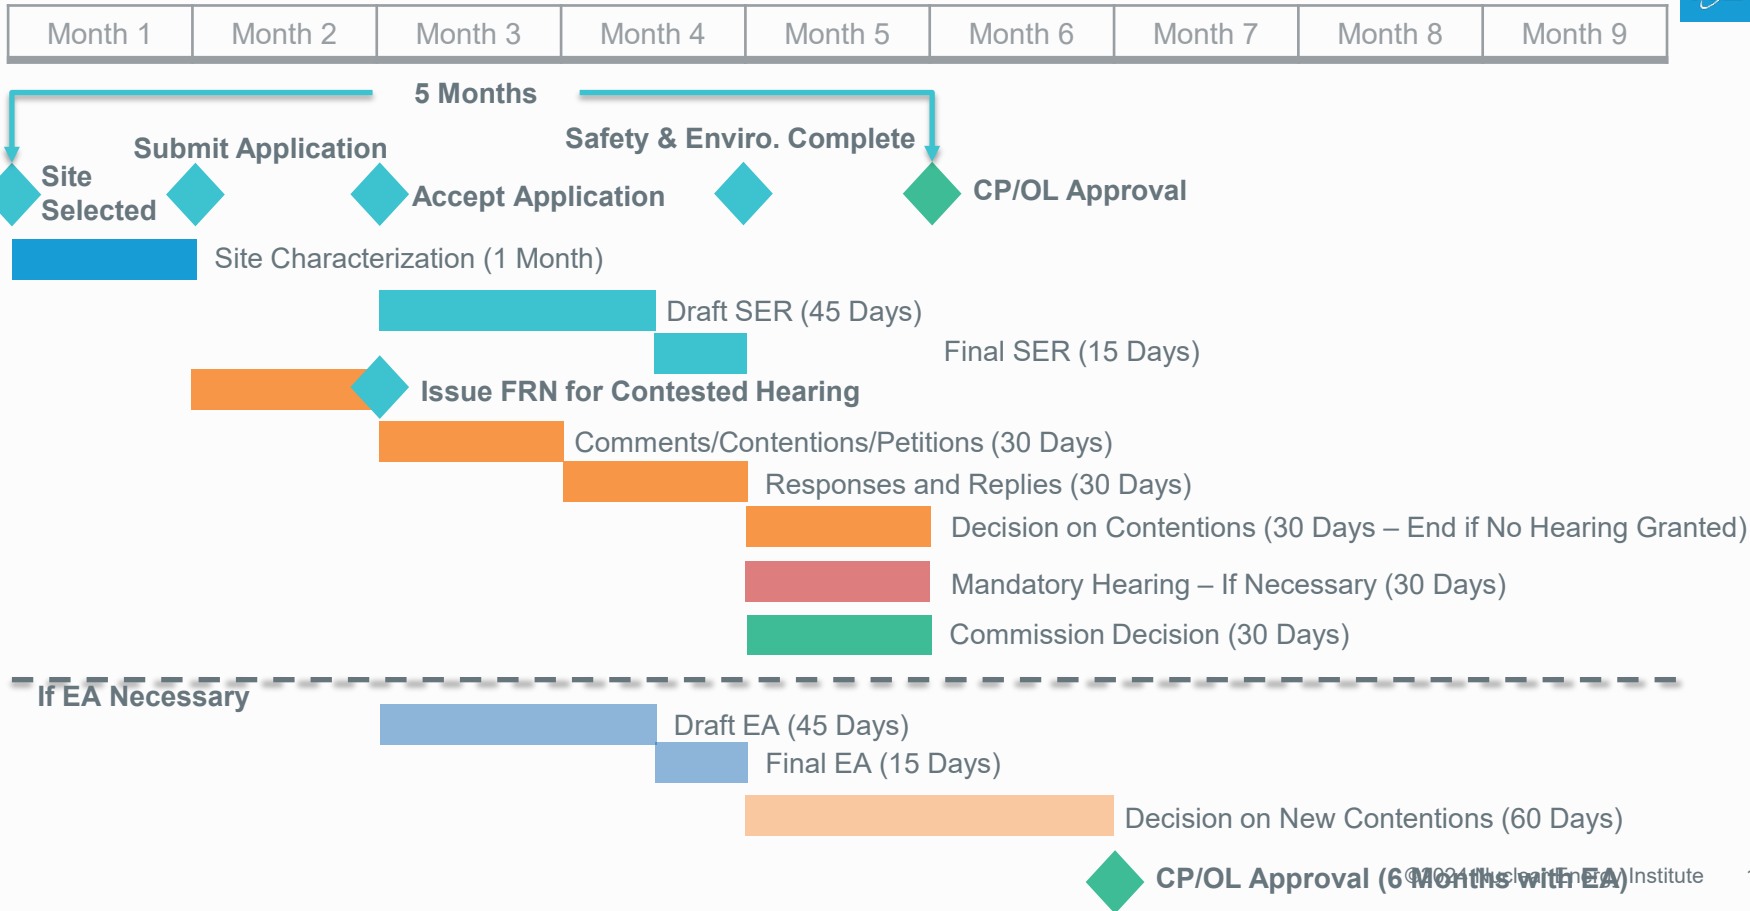 Month 1 Month 2 Month 3 Month 4 Month 5 Month 6 Month 7 Month 8 Month 9
5 Months
Safety & Enviro. Complete
Submit Application
Site
Selected
Accept Application
CP/OL Approval
Site Characterization (1 Month)
Draft SER (45 Days)
Final SER (15 Days)
Issue FRN for Contested Hearing
Comments/Contentions/Petitions (30 Days)
Responses and Replies (30 Days)
Decision on Contentions (30 Days – End if No Hearing Granted)
Mandatory Hearing – If Necessary (30 Days)
Commission Decision (30 Days)
If EA Necessary
Draft EA (45 Days)
Final EA (15 Days)
Decision on New Contentions (60 Days)
CP/OL Approval (6 Months with EA)
©2024 Nuclear Energy Institute